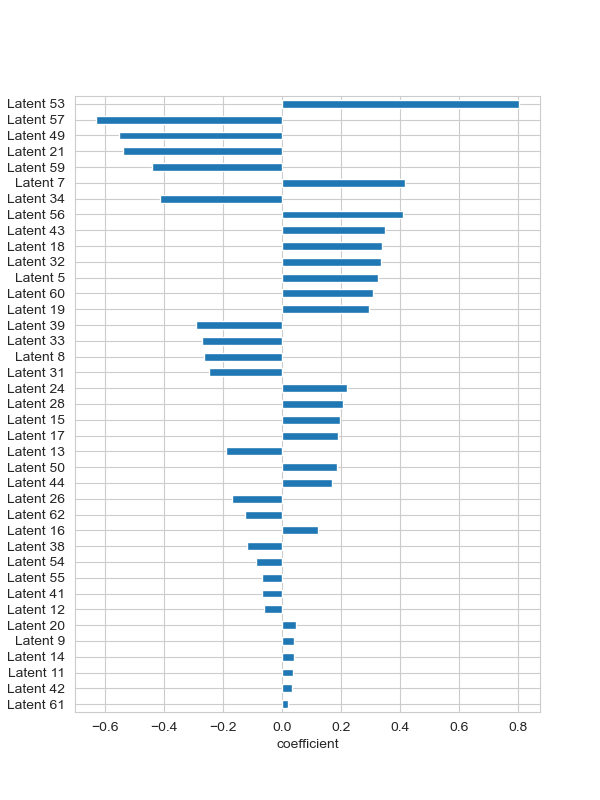 Latent 53
Latent 57
Latent 49
Latent 21
Latent 59
Latent 7
Latent 34
Latent 56
Latent 43
Latent 18
Latent 32
Latent 5
Latent 60
Latent 19
Latent 39
Latent 33
Latent 8
Latent 31
Latent 24
Latent 28
Latent 15
Latent 17
Latent 13
Latent 50
Latent 44
Latent 26
Latent 62
Latent 16
Latent 38
Latent 54
Latent 55
Latent 41
Latent 12
Latent 20
Latent 9
Latent 14
Latent 11
Latent 42
Latent 61
−0.6 −0.4 −0.2 0.0 0.2 0.4 0.6 0.8
coefficient